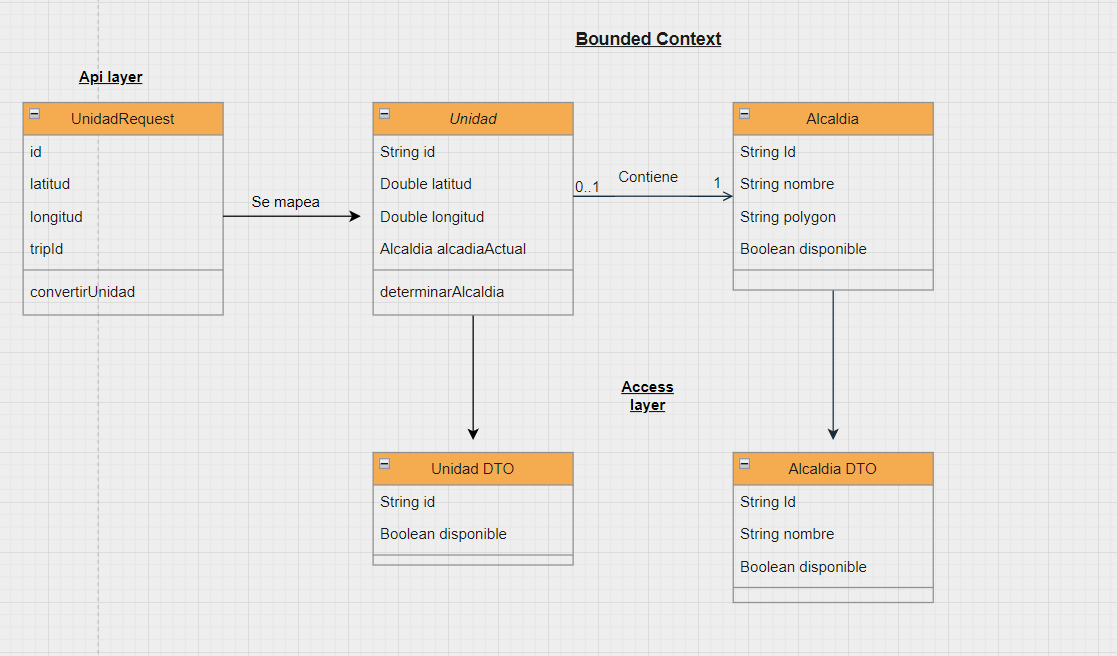 Bounded Context
Api layer
UnidadRequest
id
latitud
longitud
tripId
convertirUnidad
Se mapea
Unidad
String id
Double latitud
Double longitud
Alcaldia alcadiaActual
determinarAlcaldia
0..1
Contiene
1
Alcaldia
String Id
String nombre
String polygon
Boolean disponible
Access
layer
Unidad DTO
String id
Boolean disponible
Alcaldia DTO
String Id
String nombre
Boolean disponible